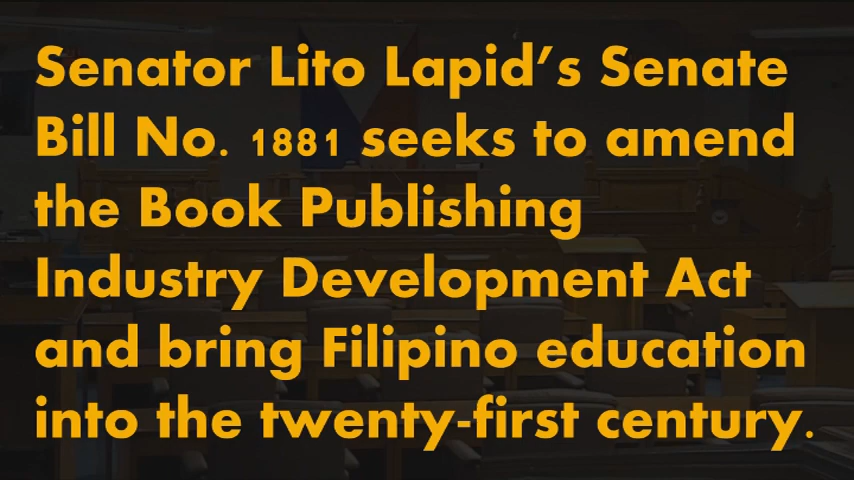 Senator Lito Lapid’s Senate
Bill No. 1881 seeks to amend
the Book Publishing
Industry Development Act
and bring Filipino education
into the twenty-first century.